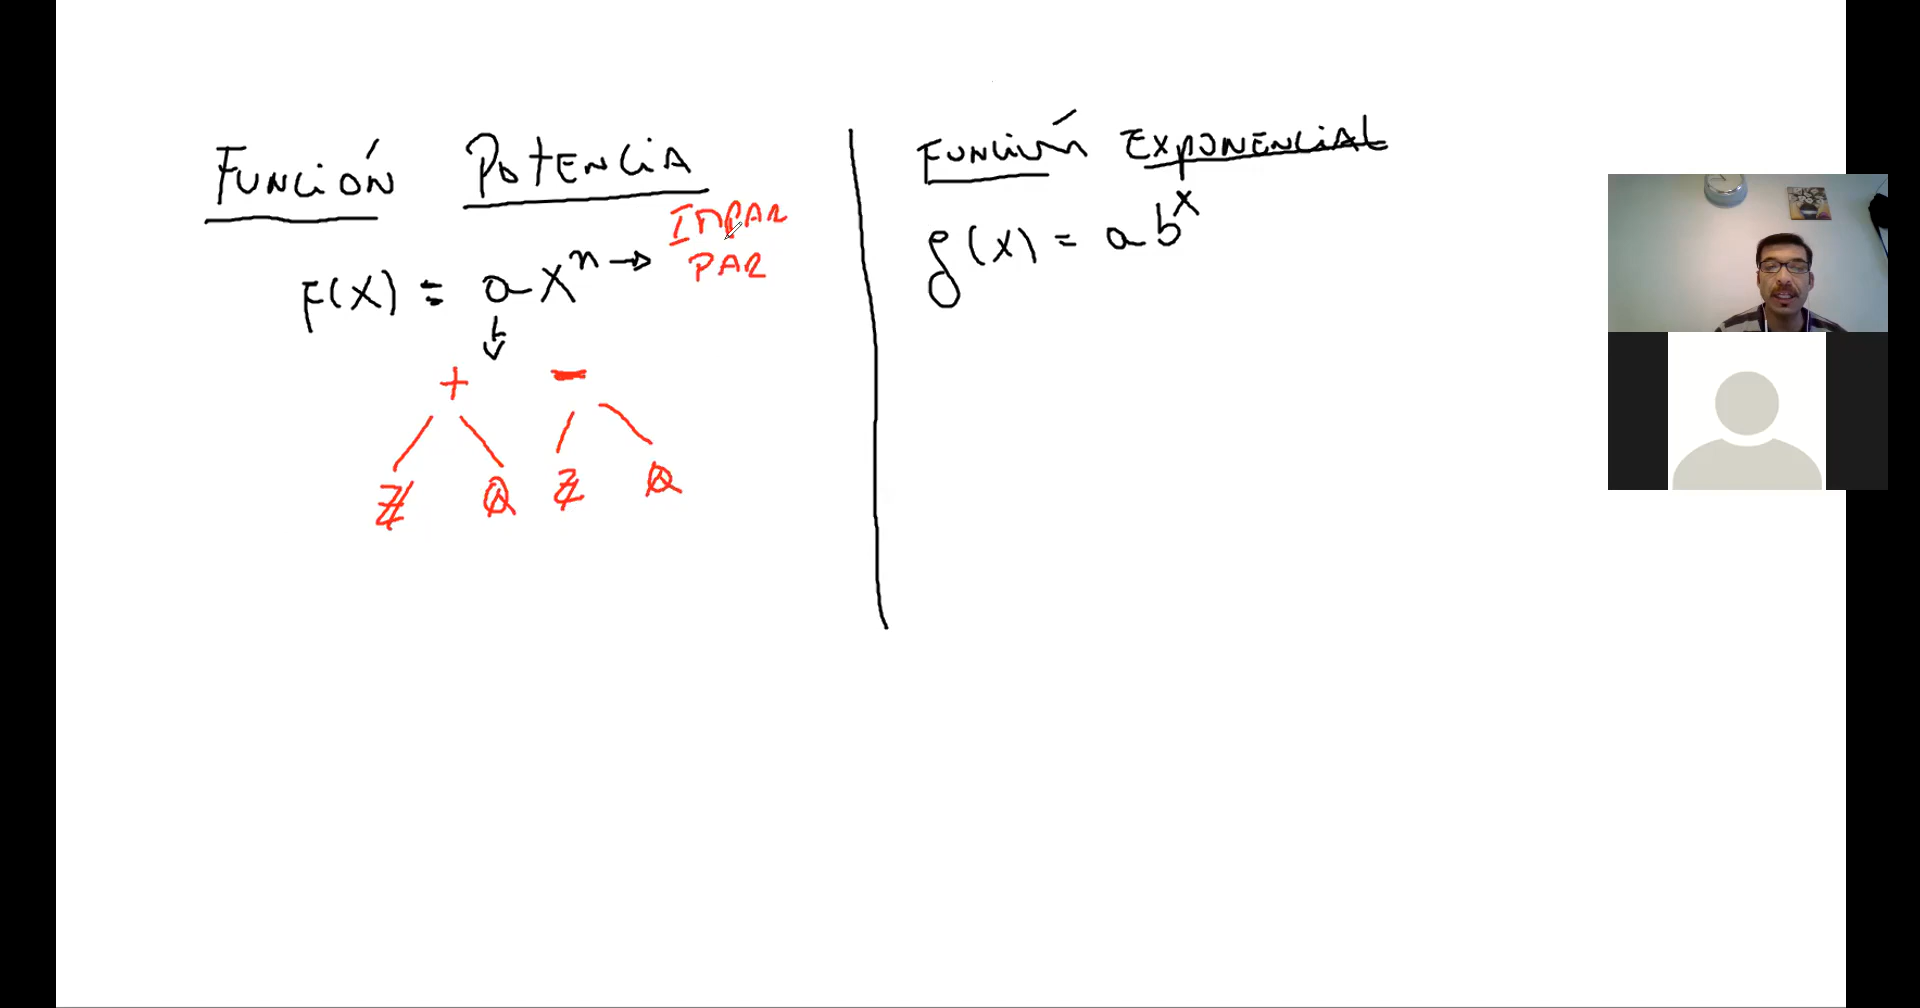 FUNCIÓN POTENCIA
F(X) = a X^n → IMPAR
PAR
+ -
ℤ ℚ ℤ ℚ
FUNCIÓN EXPONENCIAL
g(x) = a b^x